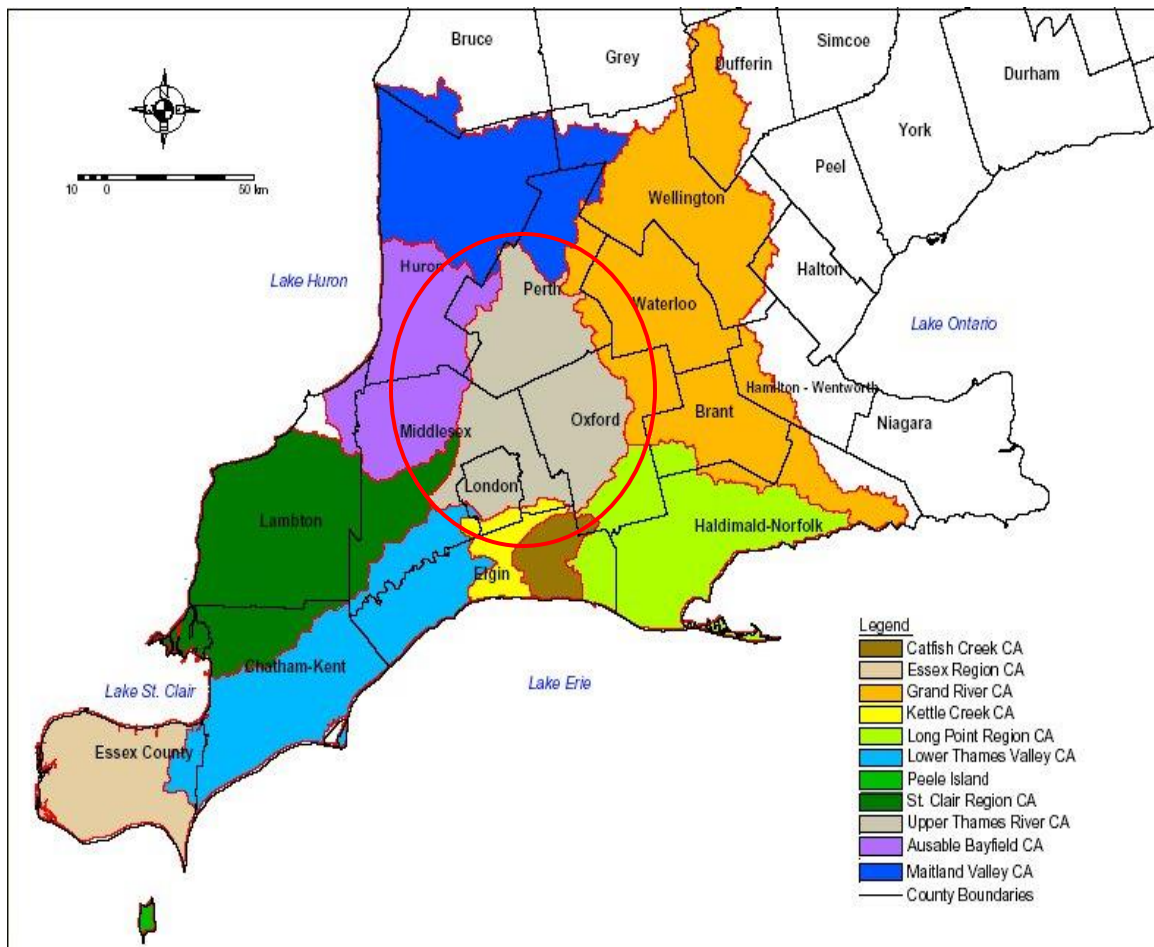 Bruce
Grey
Simcoe
Dufferin
Durham
York
Peel
10 0 50 km
Wellington
Halton
Huron
Lake Huron
Perth
Waterloo
Lake Ontario
Hamilton - Wentworth
Brant
Oxford
Niagara
Middlesex
London
Lambton
Haldimald-Norfolk
Elgin
Chatham-Kent
Lake St. Clair
Lake Erie
Essex County
Legend
Catfish Creek CA
Essex Region CA
Grand River CA
Kettle Creek CA
Long Point Region CA
Lower Thames Valley CA
Peele Island
St. Clair Region CA
Upper Thames River CA
Ausable Bayfield CA
Maitland Valley CA
County Boundaries